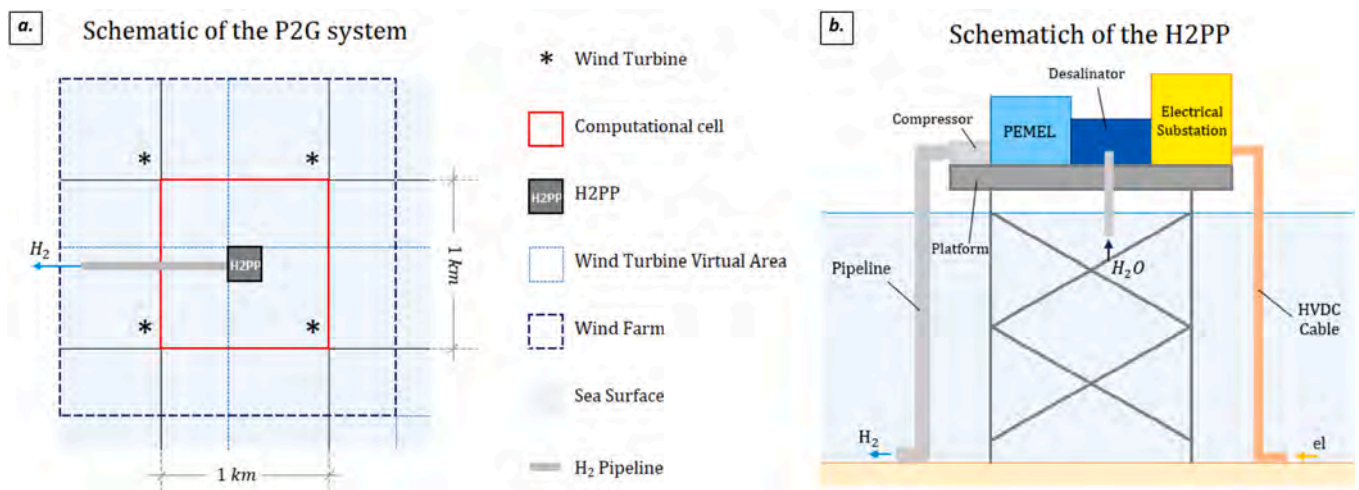 a.
Schematic of the P2G system
*
*
*
*
H2PP
H₂
1 km
1 km
* Wind Turbine
Computational cell
H2PP
H2PP
Wind Turbine Virtual Area
Wind Farm
Sea Surface
H₂ Pipeline
b.
Schematich of the H2PP
Desalinator
Compressor
PEMEL
Electrical
Substation
Platform
Pipeline
H₂O
HVDC
Cable
H₂
el